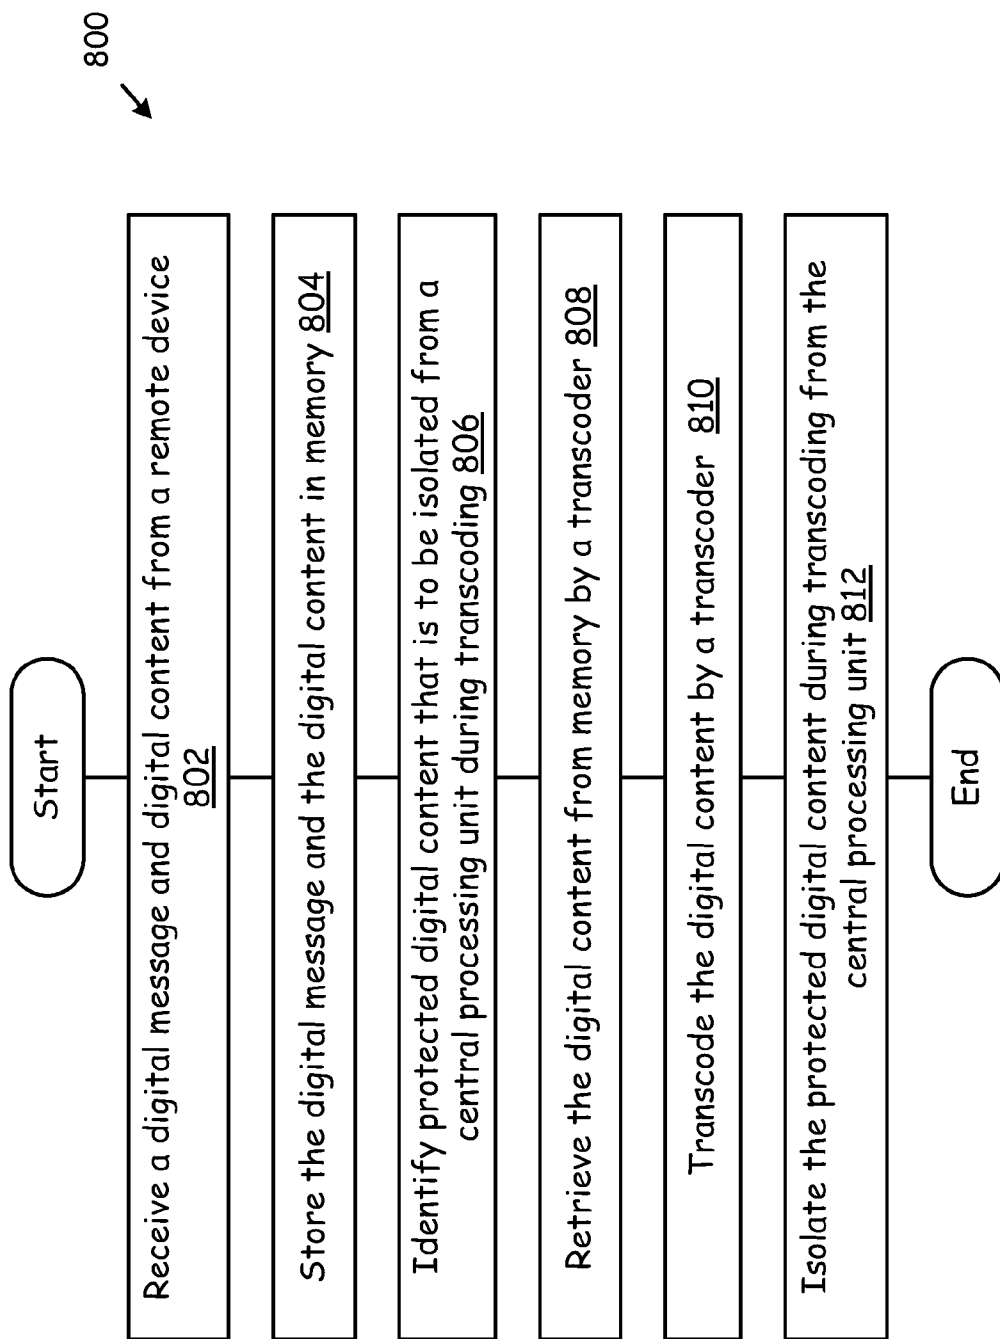 800
Start
Receive a digital message and digital content from a remote device
802
Store the digital message and the digital content in memory 804
Identify protected digital content that is to be isolated from a
central processing unit during transcoding 806
Retrieve the digital content from memory by a transcoder 808
Transcode the digital content by a transcoder 810
Isolate the protected digital content during transcoding from the
central processing unit 812
End